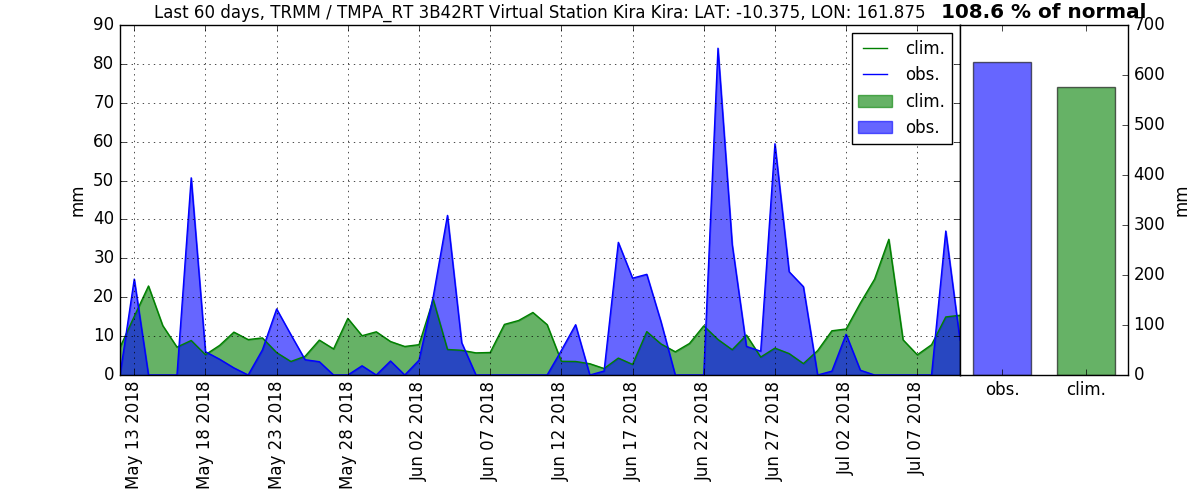 Last 60 days, TRMM / TMPA_RT 3B42RT Virtual Station Kira Kira: LAT: -10.375, LON: 161.875
108.6 % of normal
90
80
70
60
50
40
30
20
10
0
mm
clim.
obs.
clim.
obs.
700
600
500
400
300
200
100
0
mm
May 13 2018
May 18 2018
May 23 2018
May 28 2018
Jun 02 2018
Jun 07 2018
Jun 12 2018
Jun 17 2018
Jun 22 2018
Jun 27 2018
Jul 02 2018
Jul 07 2018
obs.
clim.